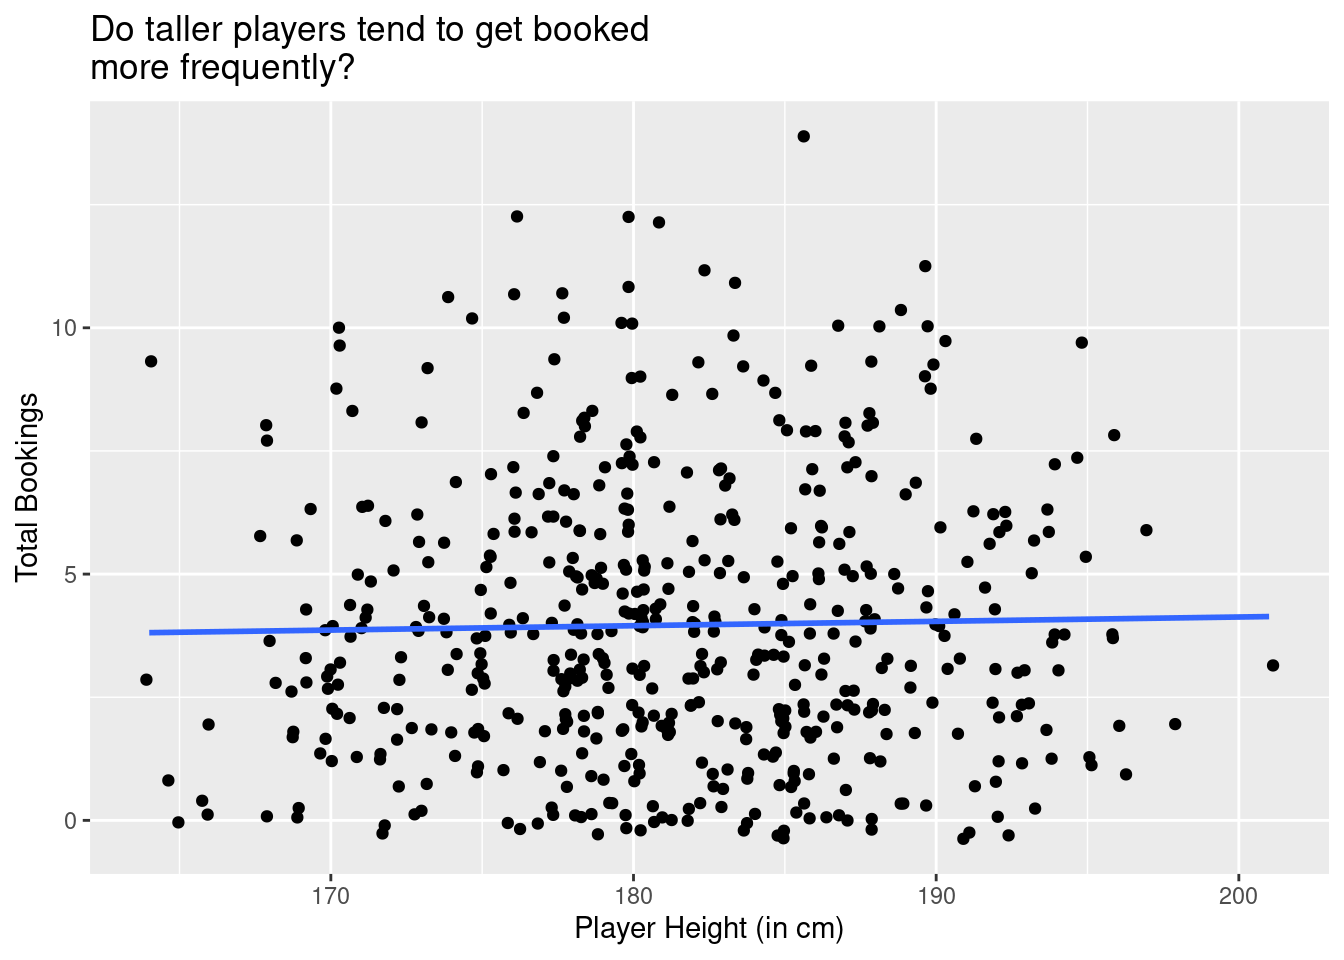 Do taller players tend to get booked
more frequently?
Total Bookings
10
5
0
170
180
190
200
Player Height (in cm)